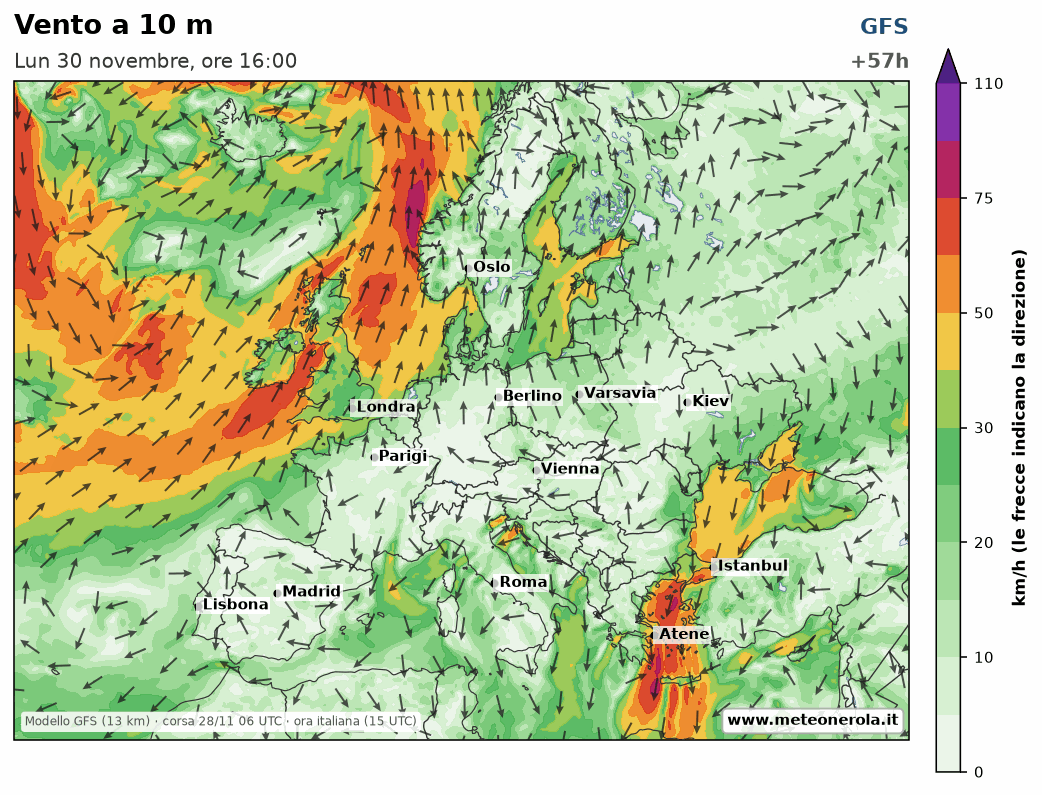 Vento a 10 m
GFS
Lun 30 novembre, ore 16:00
+57h
110
75
50
30
20
10
0
km/h (le frecce indicano la direzione)
Oslo
Londra
Berlino
Varsavia
Kiev
Parigi
Vienna
Istanbul
Roma
Madrid
Lisbona
Atene
Modello GFS (13 km) · corsa 28/11 06 UTC · ora italiana (15 UTC)
www.meteonerola.it